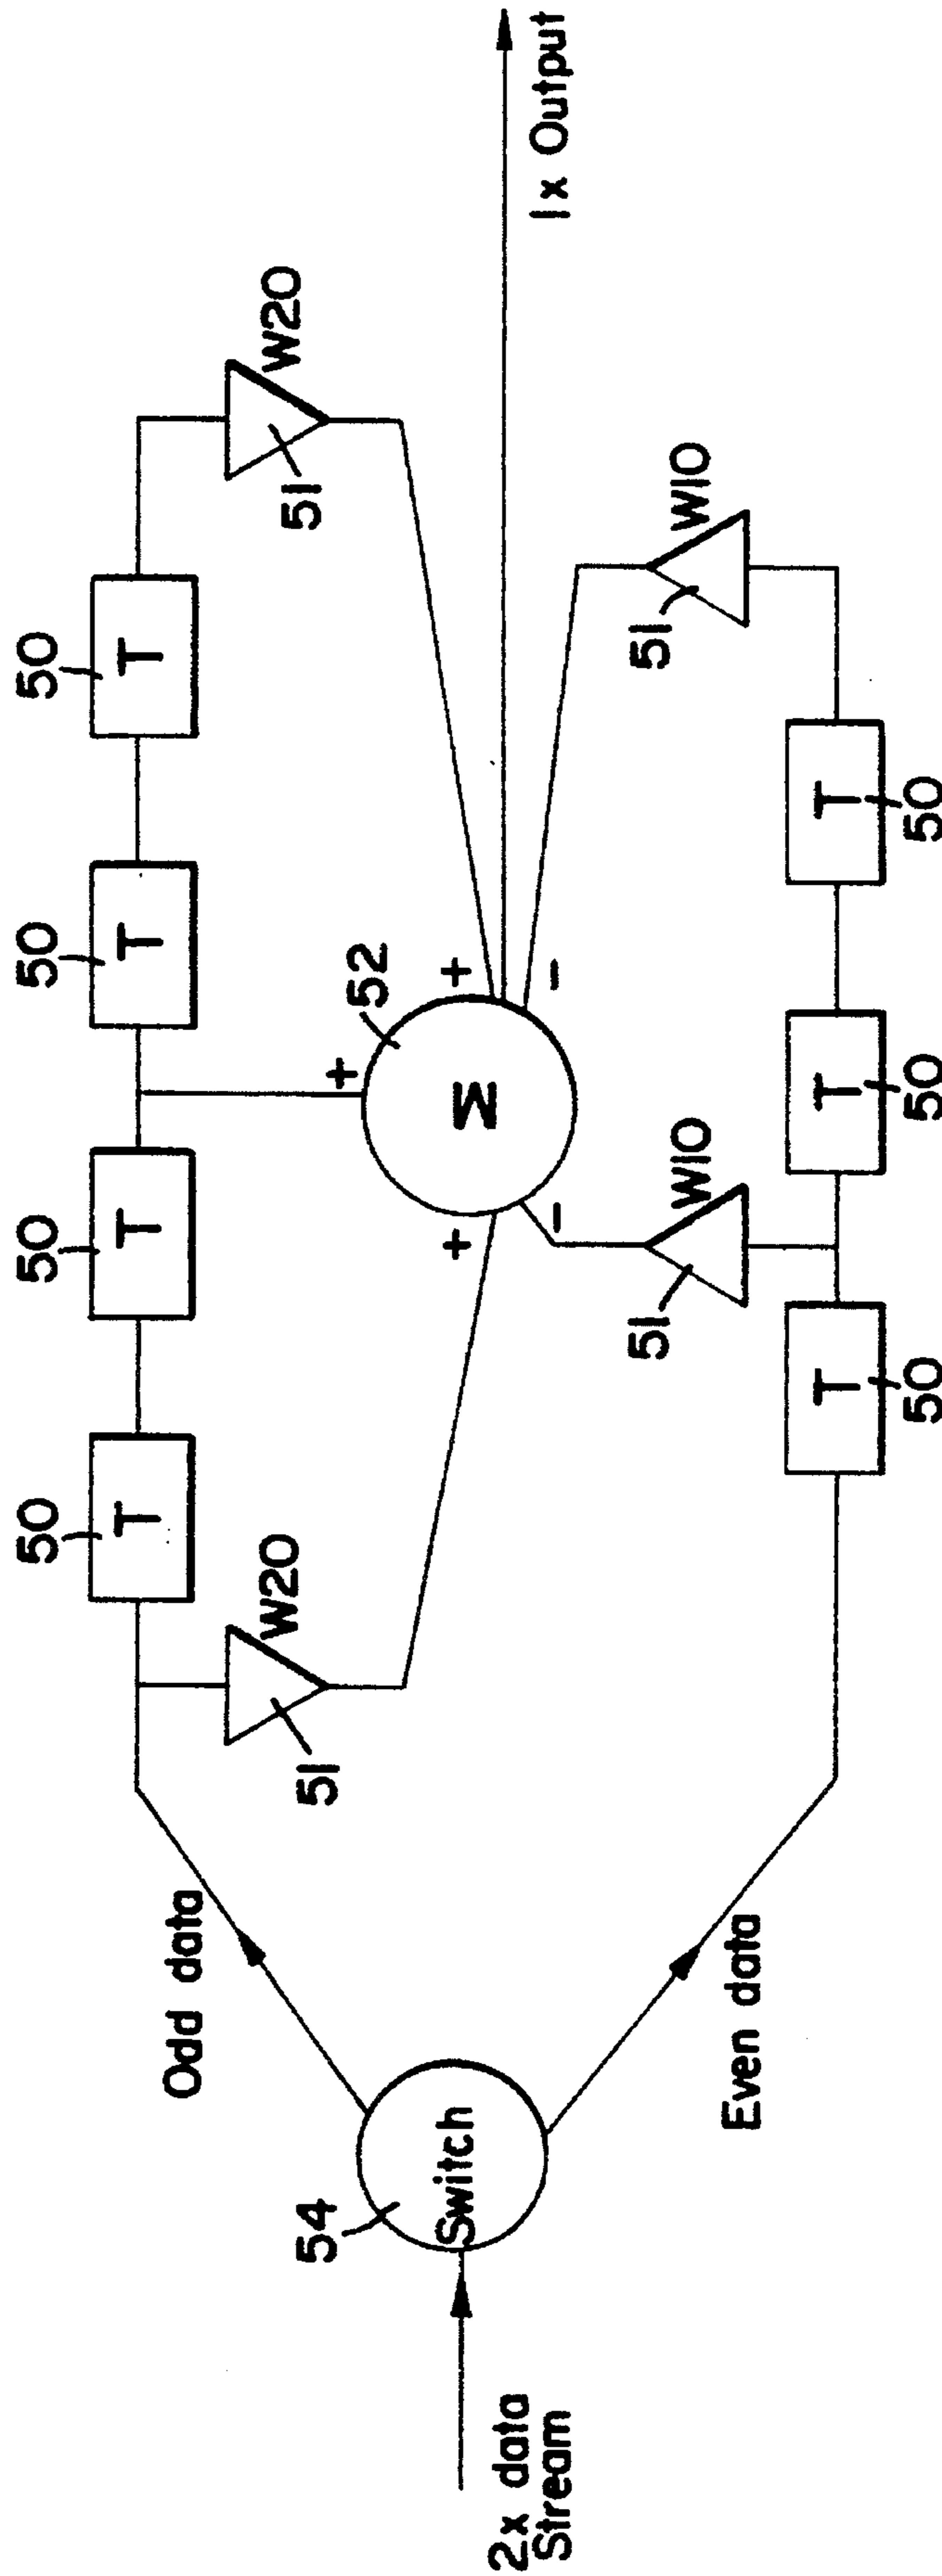 50
50
50
50
T
T
T
T
Odd data
W20
51
W20
51
54
Switch
52
Σ
+
+
+
-
-
2x data
Stream
1x Output
51
W10
51
W10
Even data
T
T
T
50
50
50